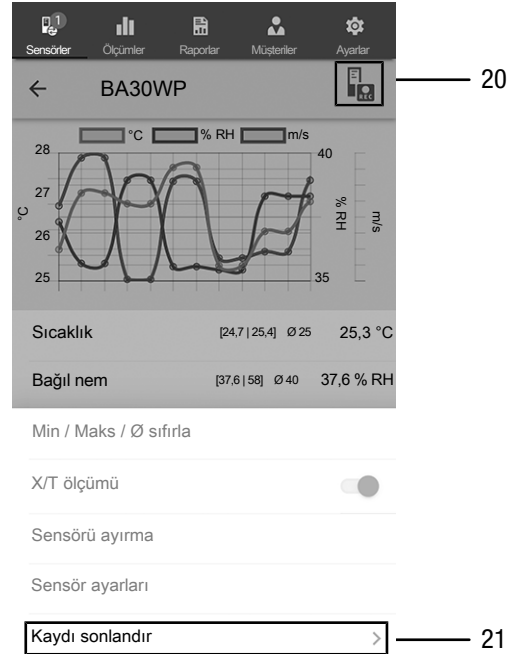 1
Sensörler Ölçümler Raporlar Müşteriler Ayarlar
BA30WP
REC
20
°C % RH m/s
28 40
27
26
25 35
°C
% RH
m/s
Sıcaklık [24,7 | 25,4] Ø 25 25,3 °C
Bağıl nem [37,6 | 58] Ø 40 37,6 % RH
Min / Maks / Ø sıfırla
X/T ölçümü
Sensörü ayırma
Sensör ayarları
Kaydı sonlandır
21